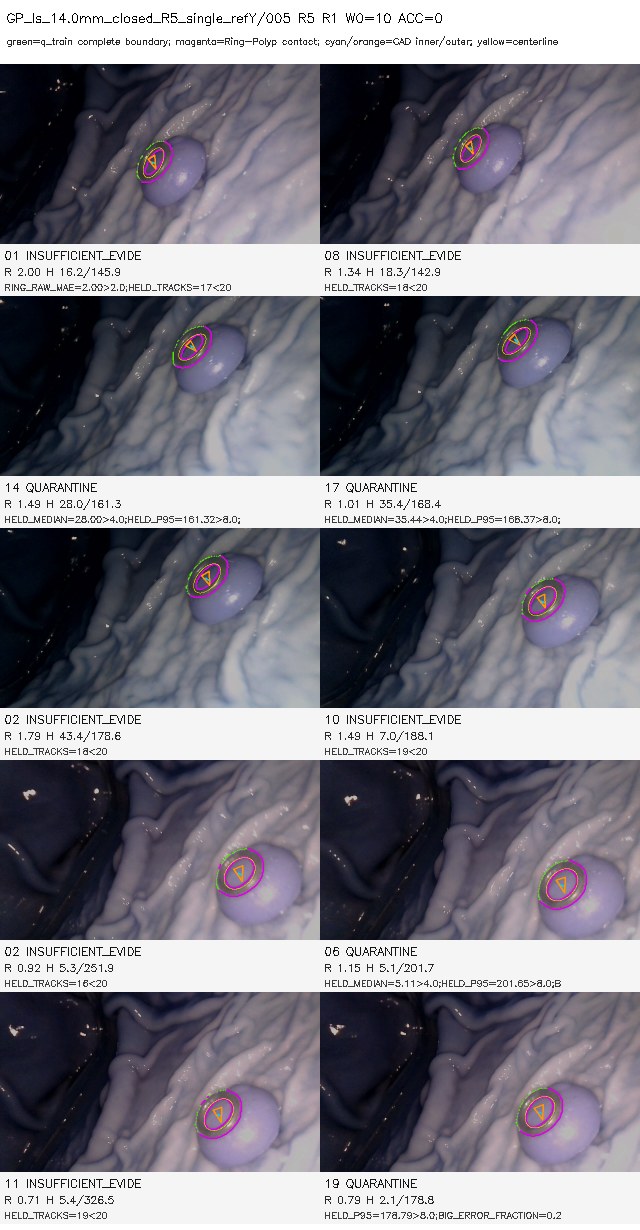 GP_Is_14.0mm_closed_R5_single_refY/005 R5 R1 W0=10 ACC=0
green=q_train complete boundary; magenta=Ring-Polyp contact; cyan/orange=CAD inner/outer; yellow=centerline
01 INSUFFICIENT_EVIDE
R 2.00 H 16.2/145.9
RING_RAW_MAE=2.00>2.0;HELD_TRACKS=17<20
08 INSUFFICIENT_EVIDE
R 1.34 H 18.3/142.9
HELD_TRACKS=18<20
14 QUARANTINE
R 1.49 H 28.0/161.3
HELD_MEDIAN=28.00>4.0;HELD_P95=161.32>8.0;
17 QUARANTINE
R 1.01 H 35.4/168.4
HELD_MEDIAN=35.44>4.0;HELD_P95=168.37>8.0;
02 INSUFFICIENT_EVIDE
R 1.79 H 43.4/178.6
HELD_TRACKS=18<20
10 INSUFFICIENT_EVIDE
R 1.49 H 7.0/188.1
HELD_TRACKS=19<20
02 INSUFFICIENT_EVIDE
R 0.92 H 5.3/251.9
HELD_TRACKS=16<20
06 QUARANTINE
R 1.15 H 5.1/201.7
HELD_MEDIAN=5.11>4.0;HELD_P95=201.65>8.0;B
11 INSUFFICIENT_EVIDE
R 0.71 H 5.4/326.5
HELD_TRACKS=19<20
19 QUARANTINE
R 0.79 H 2.1/178.8
HELD_P95=178.79>8.0;BIG_ERROR_FRACTION=0.2